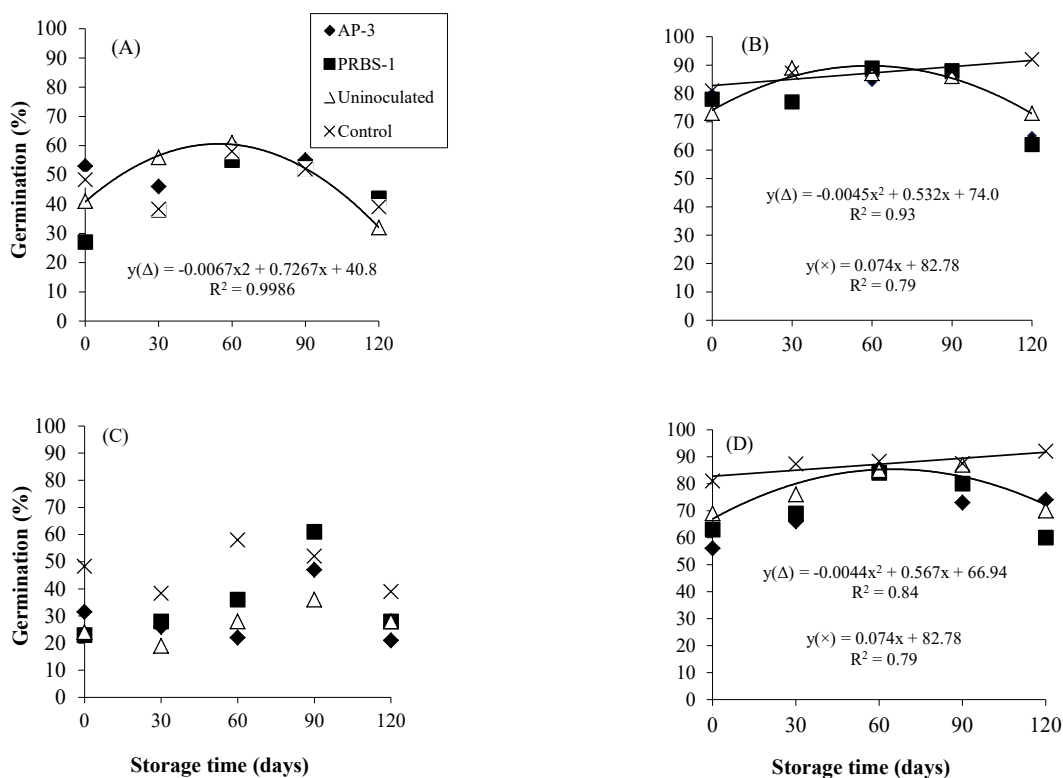 (A)
AP-3
PRBS-1
Uninoculated
Control
Germination (%)
100
90
80
70
60
50
40
30
20
10
0
y(Δ) = -0.0067x2 + 0.7267x + 40.8
R² = 0.9986
0 30 60 90 120
(B)
100
90
80
70
60
50
40
30
20
10
0
y(Δ) = -0.0045x² + 0.532x + 74.0
R² = 0.93
y(×) = 0.074x + 82.78
R² = 0.79
0 30 60 90 120
(C)
Germination (%)
100
90
80
70
60
50
40
30
20
10
0
0 30 60 90 120
Storage time (days)
(D)
100
90
80
70
60
50
40
30
20
10
0
y(Δ) = -0.0044x² + 0.567x + 66.94
R² = 0.84
y(×) = 0.074x + 82.78
R² = 0.79
0 30 60 90 120
Storage time (days)